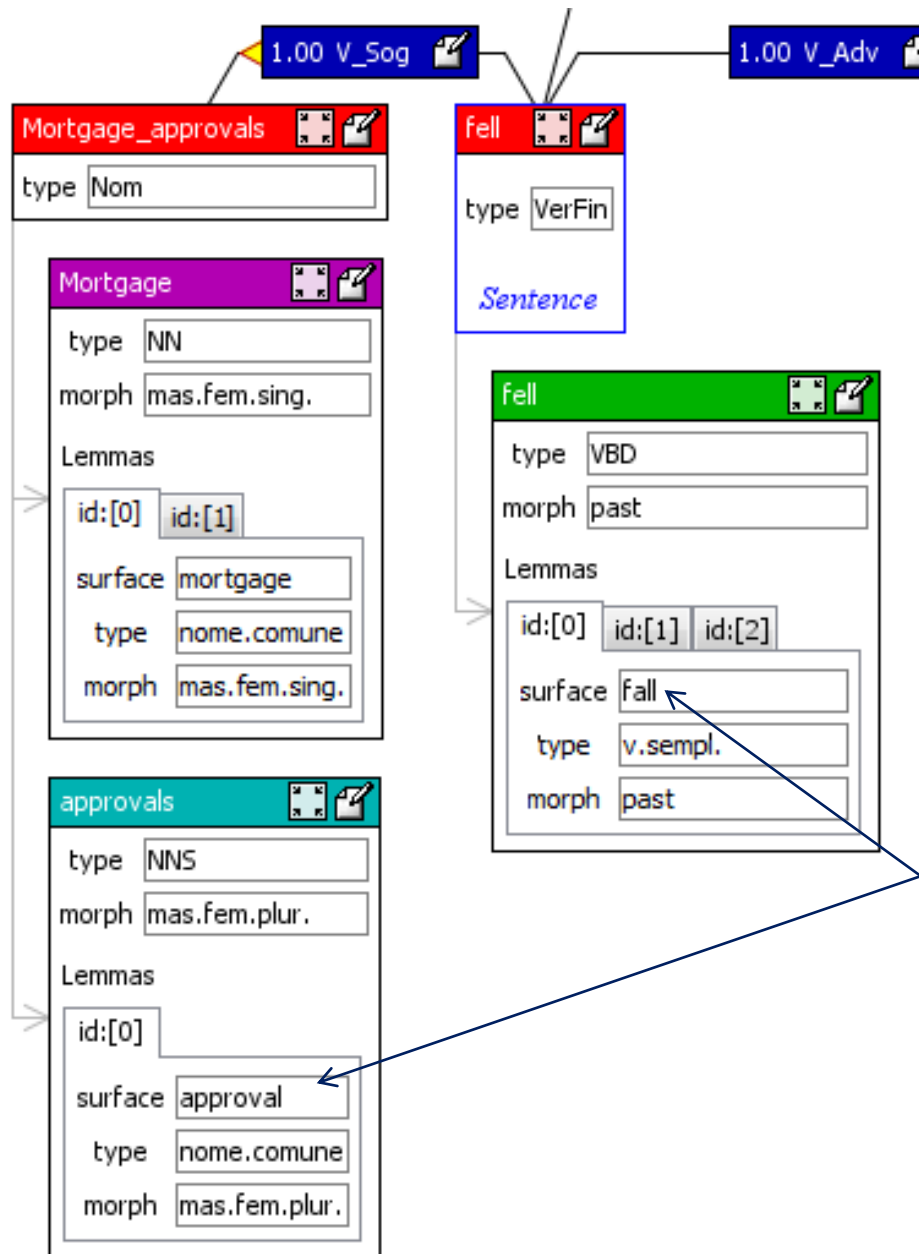 1.00 V_Sog
1.00 V_Adv
Mortgage_approvals
type Nom
fell
type VerFin
Sentence
Mortgage
type NN
morph mas.fem.sing.
Lemmas
id:[0] id:[1]
surface mortgage
type nome.comune
morph mas.fem.sing.
fell
type VBD
morph past
Lemmas
id:[0] id:[1] id:[2]
surface fall
type v.sempl.
morph past
approvals
type NNS
morph mas.fem.plur.
Lemmas
id:[0]
surface approval
type nome.comune
morph mas.fem.plur.